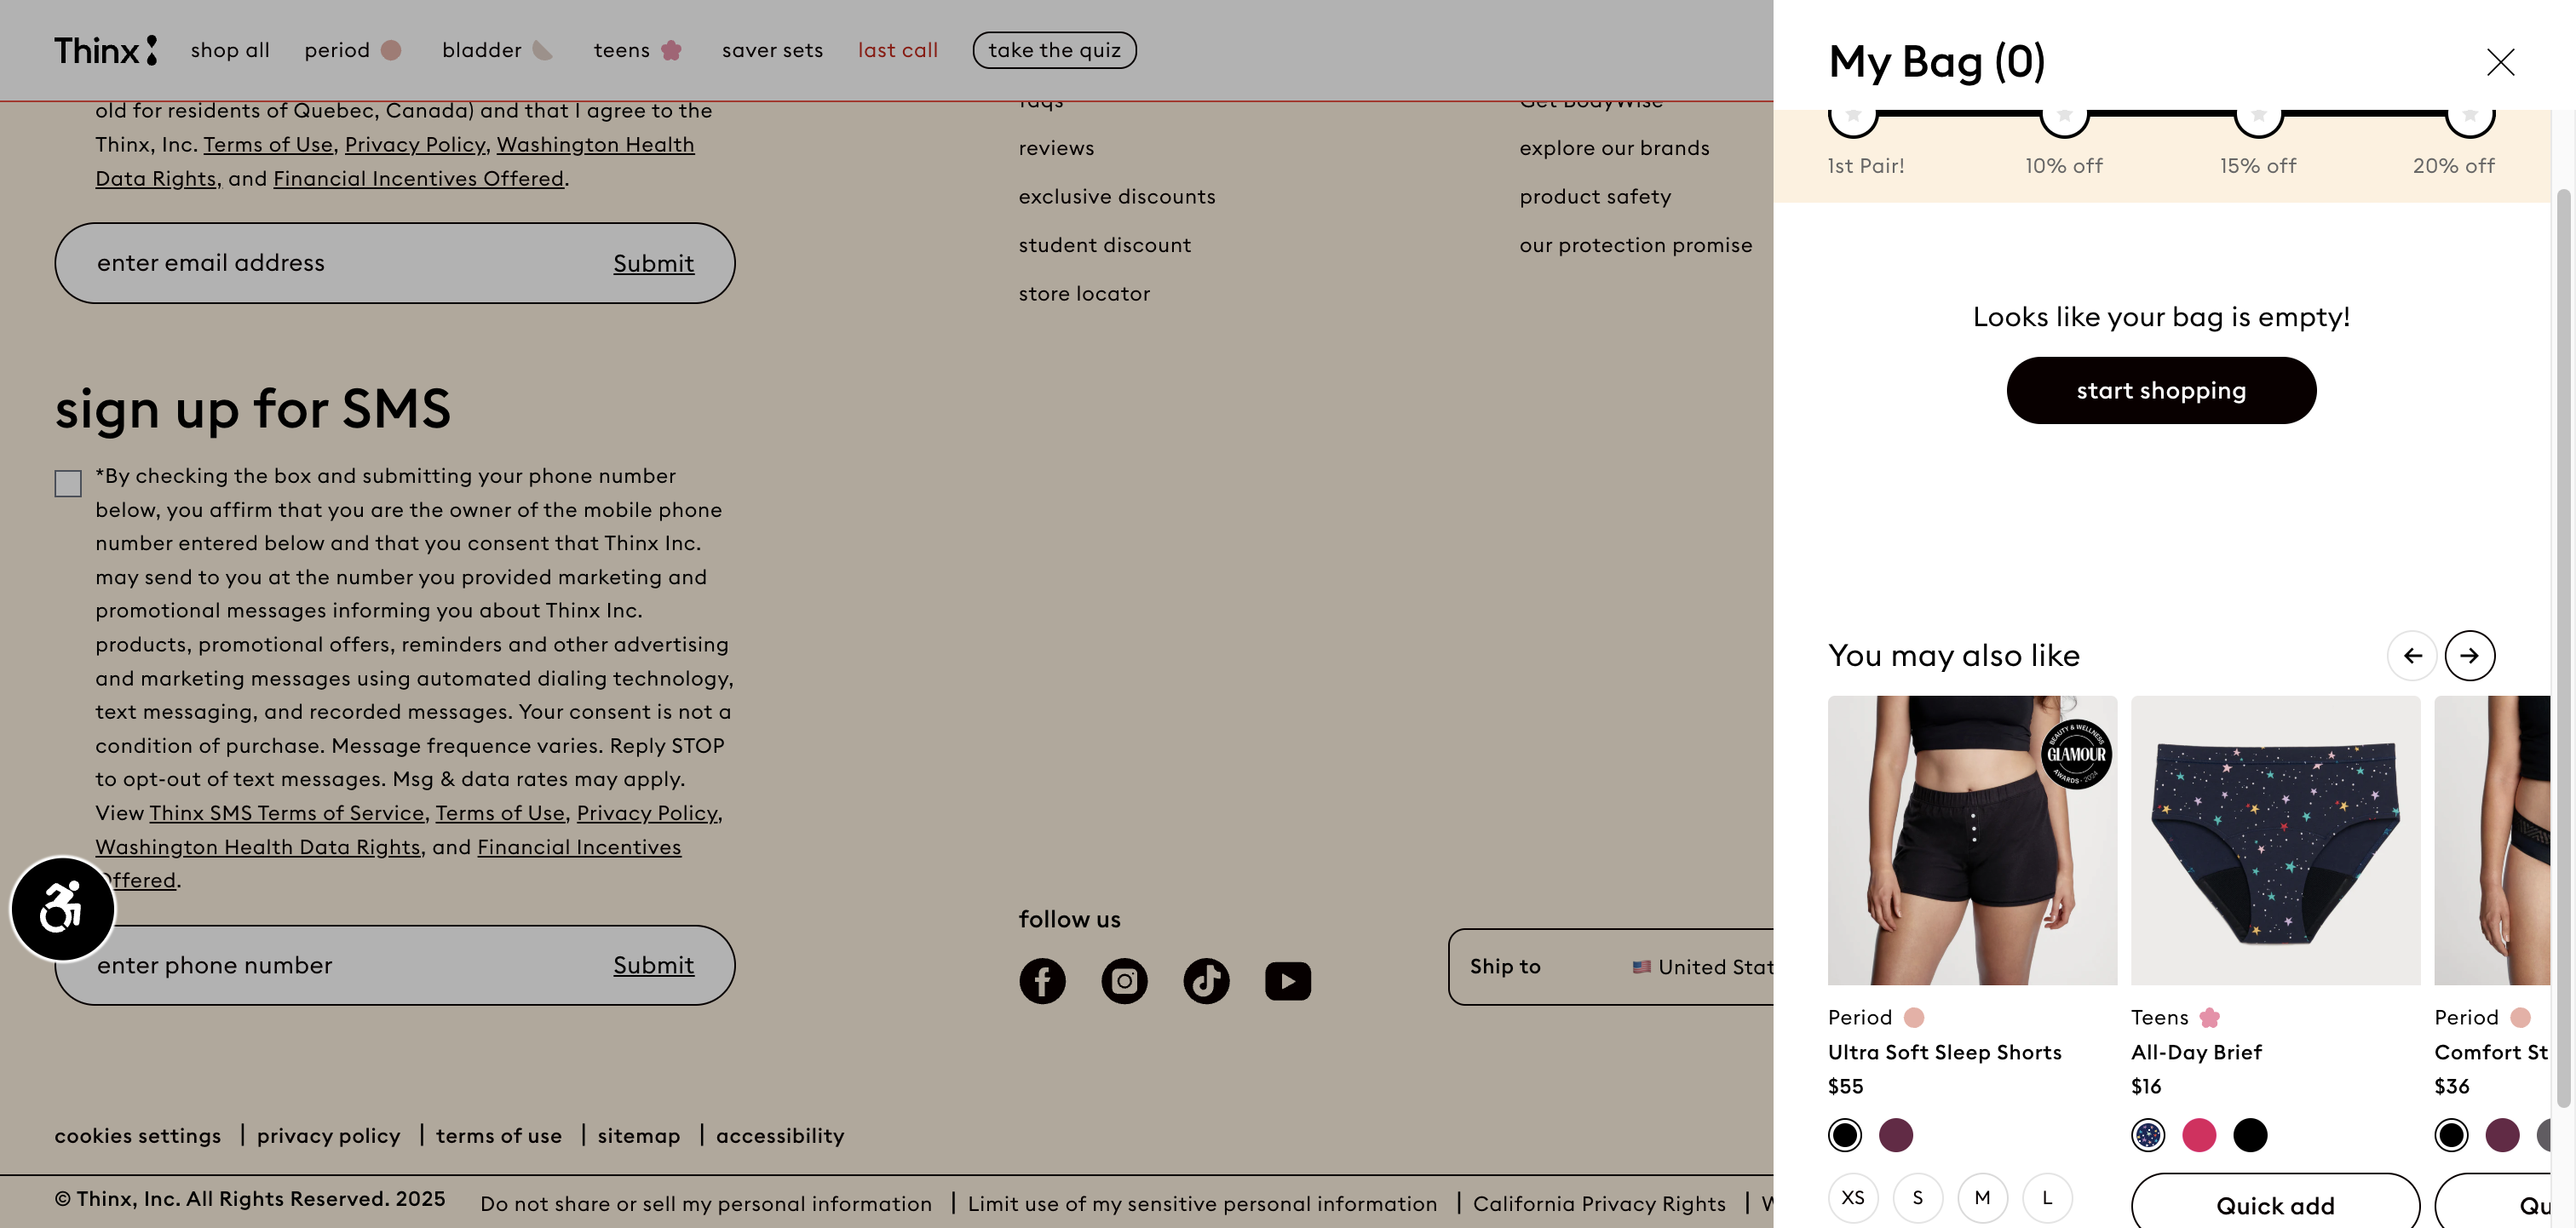 Thinx
shop all
period
bladder
teens
saver sets
last call
take the quiz
old for residents of Quebec, Canada) and that I agree to the
Thinx, Inc. Terms of Use, Privacy Policy, Washington Health
Data Rights, and Financial Incentives Offered.
enter email address
Submit
sign up for SMS
*By checking the box and submitting your phone number
below, you affirm that you are the owner of the mobile phone
number entered below and that you consent that Thinx Inc.
may send to you at the number you provided marketing and
promotional messages informing you about Thinx Inc.
products, promotional offers, reminders and other advertising
and marketing messages using automated dialing technology,
text messaging, and recorded messages. Your consent is not a
condition of purchase. Message frequence varies. Reply STOP
to opt-out of text messages. Msg & data rates may apply.
View Thinx SMS Terms of Service, Terms of Use, Privacy Policy,
Washington Health Data Rights, and Financial Incentives
Offered.
enter phone number
Submit
faqs
reviews
exclusive discounts
student discount
store locator
Get BodyWise
explore our brands
product safety
our protection promise
follow us
Ship to
United Stat
cookies settings | privacy policy | terms of use | sitemap | accessibility
© Thinx, Inc. All Rights Reserved. 2025
Do not share or sell my personal information | Limit use of my sensitive personal information | California Privacy Rights |
My Bag (0)
1st Pair!
10% off
15% off
20% off
Looks like your bag is empty!
start shopping
You may also like
BEAUTY & WELLNESS
GLAMOUR
AWARDS • 2024
Period
Ultra Soft Sleep Shorts
$55
XS
S
M
L
Teens
All-Day Brief
$16
Quick add
Period
Comfort St
$36
Qu